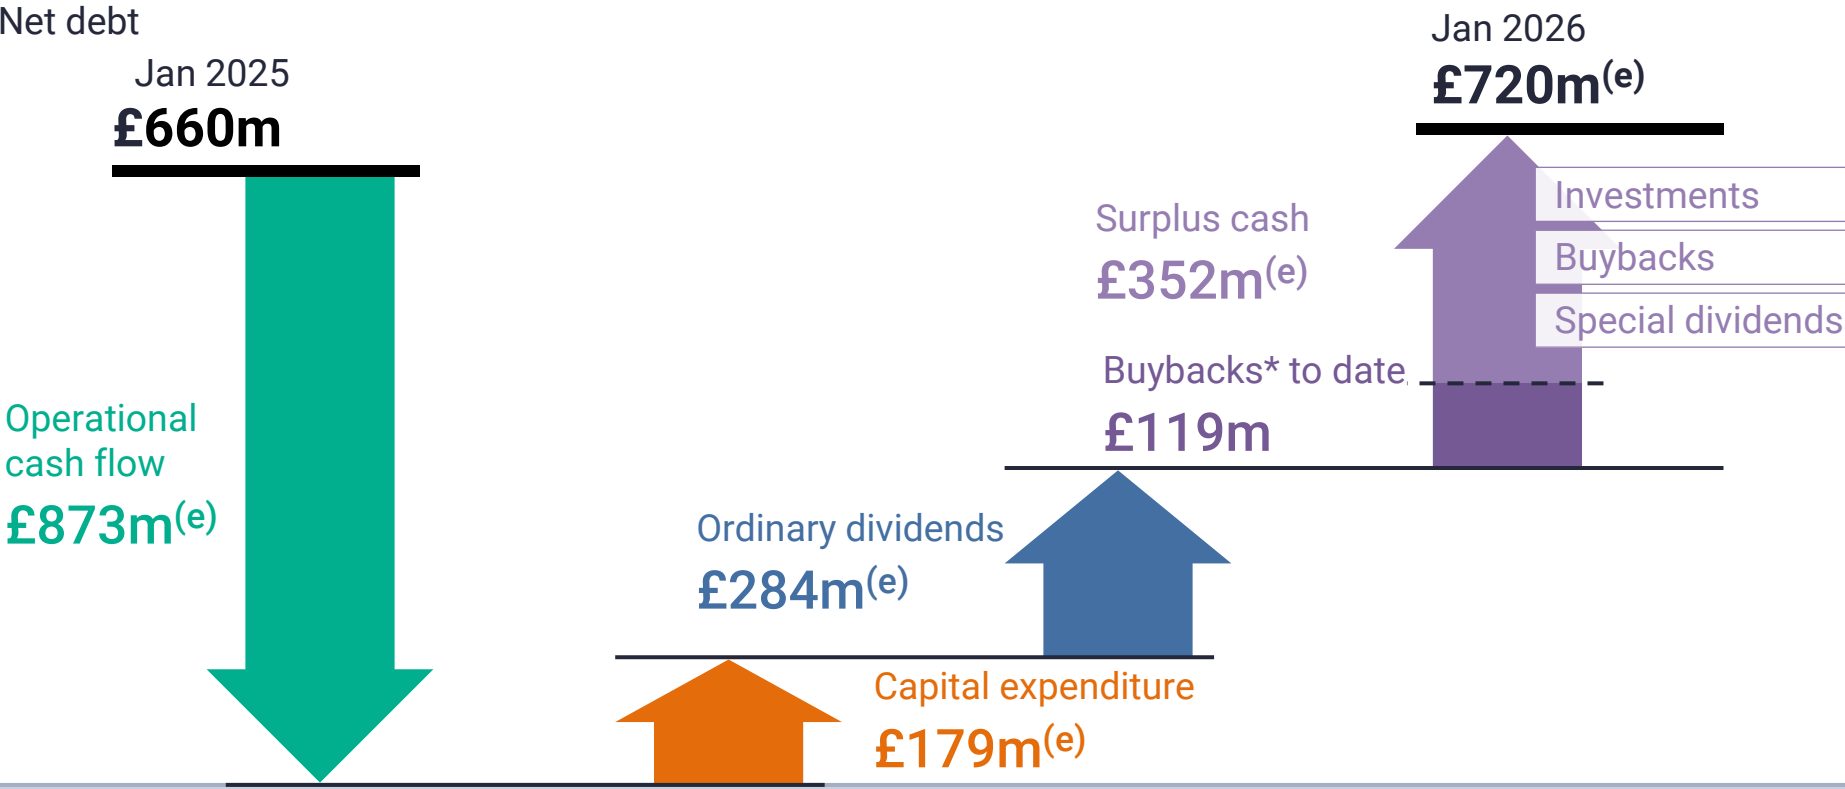 Net debt
Jan 2025
£660m
Jan 2026
£720m(e)
Operational
cash flow
£873m(e)
Capital expenditure
£179m(e)
Ordinary dividends
£284m(e)
Surplus cash
£352m(e)
Buybacks* to date
£119m
Investments
Buybacks
Special dividends